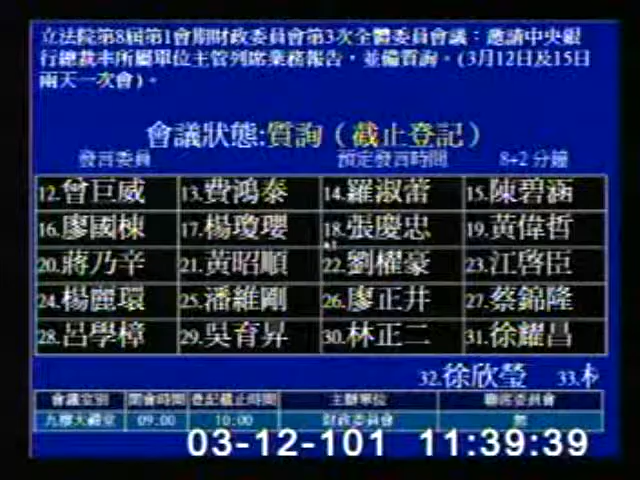 立法院第8屆第1會期財政委員會第3次全體委員會議：邀請中央銀
行總裁率所屬單位主管列席業務報告，並備質詢。(3月12日及15日
兩天一次會)。
會議狀態:質詢（截止登記）
發言委員 預定發言時間 8+2 分鐘
12.曾巨威 13.費鴻泰 14.羅淑蕾 15.陳碧涵
16.廖國棟 17.楊瓊瓔 18.張慶忠 19.黃偉哲
20.蔣乃辛 21.黃昭順 22.劉櫂豪 23.江啓臣
24.楊麗環 25.潘維剛 26.廖正井 27.蔡錦隆
28.呂學樟 29.吳育昇 30.林正二 31.徐耀昌
32.徐欣瑩 33.
會議室別 開會時間 登記截止時間 主辦單位 聯席委員會
九樓大禮堂 09:00 10:00 財政委員會 無
03-12-101 11:39:39